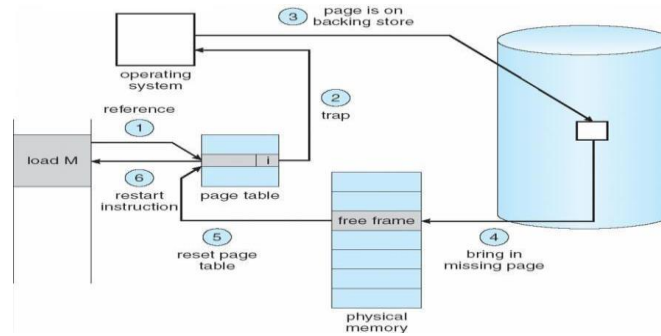 3
page is on
backing store
operating
system
2
trap
reference
1
load M
i
6
restart
instruction
page table
free frame
5
reset page
table
4
bring in
missing page
physical
memory